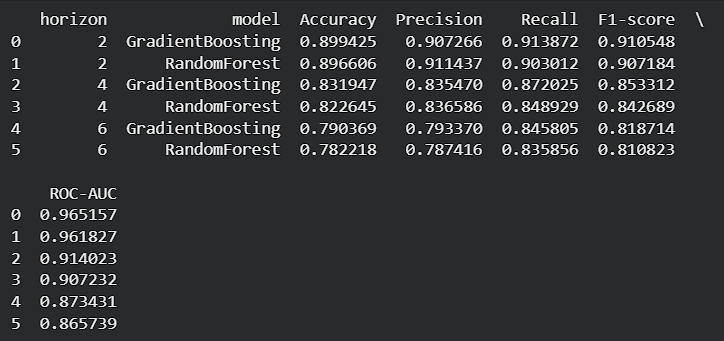 horizon model Accuracy Precision Recall F1-score \
0 2 GradientBoosting 0.899425 0.907266 0.913872 0.910548
1 2 RandomForest 0.896606 0.911437 0.903012 0.907184
2 4 GradientBoosting 0.831947 0.835470 0.872025 0.853312
3 4 RandomForest 0.822645 0.836586 0.848929 0.842689
4 6 GradientBoosting 0.790369 0.793370 0.845805 0.818714
5 6 RandomForest 0.782218 0.787416 0.835856 0.810823
ROC-AUC
0 0.965157
1 0.961827
2 0.914023
3 0.907232
4 0.873431
5 0.865739